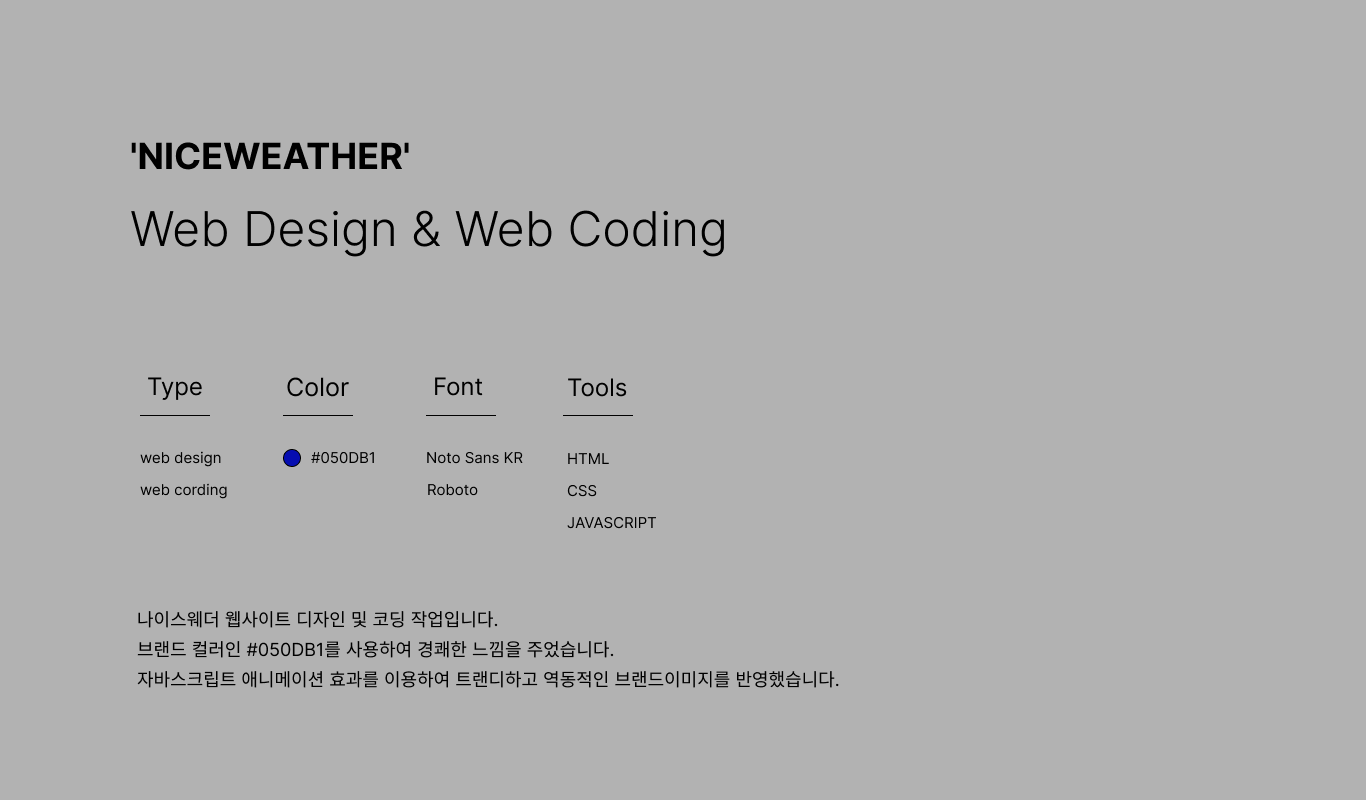 'NICEWEATHER'
Web Design & Web Coding
Type
web design
web cording
Color
#050DB1
Font
Noto Sans KR
Roboto
Tools
HTML
CSS
JAVASCRIPT
나이스웨더 웹사이트 디자인 및 코딩 작업입니다.
브랜드 컬러인 #050DB1를 사용하여 경쾌한 느낌을 주었습니다.
자바스크립트 애니메이션 효과를 이용하여 트랜디하고 역동적인 브랜드이미지를 반영했습니다.